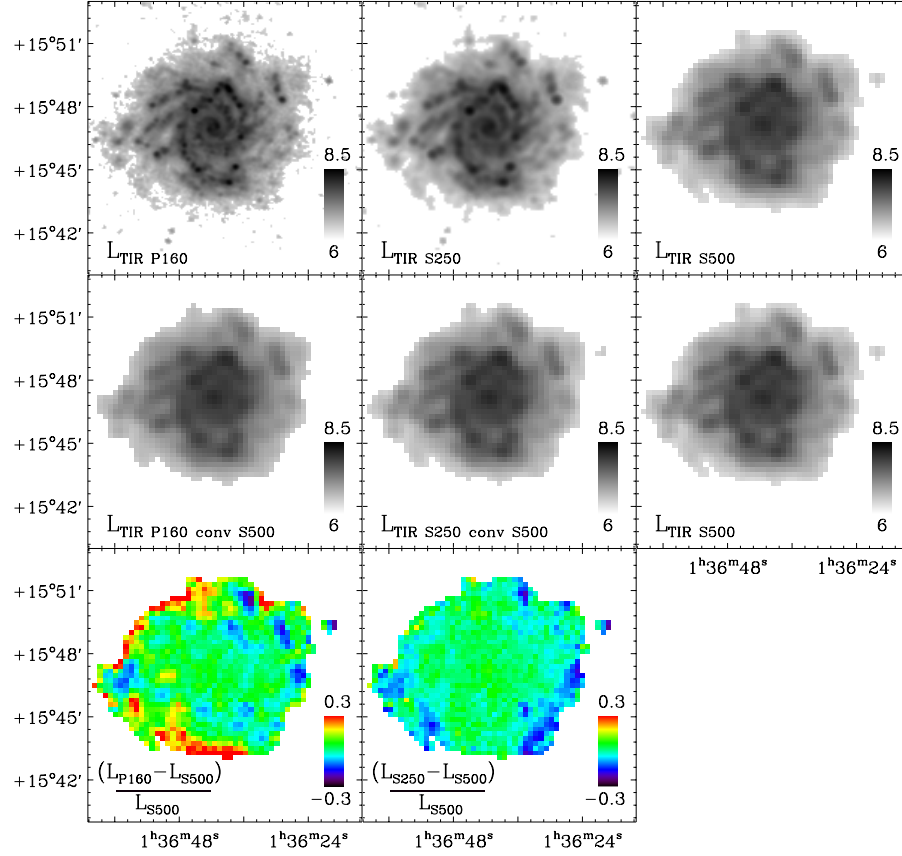 +15°51'
+15°48'
+15°45'
+15°42'
8.5
6
L_TIR P160
8.5
6
L_TIR S250
8.5
6
L_TIR S500
+15°51'
+15°48'
+15°45'
+15°42'
8.5
6
L_TIR P160 conv S500
8.5
6
L_TIR S250 conv S500
8.5
6
L_TIR S500
1ʰ36ᵐ48ˢ 1ʰ36ᵐ24ˢ
+15°51'
+15°48'
+15°45'
+15°42'
0.3
−0.3
(L_P160−L_S500)
L_S500
0.3
−0.3
(L_S250−L_S500)
L_S500
1ʰ36ᵐ48ˢ 1ʰ36ᵐ24ˢ
1ʰ36ᵐ48ˢ 1ʰ36ᵐ24ˢ